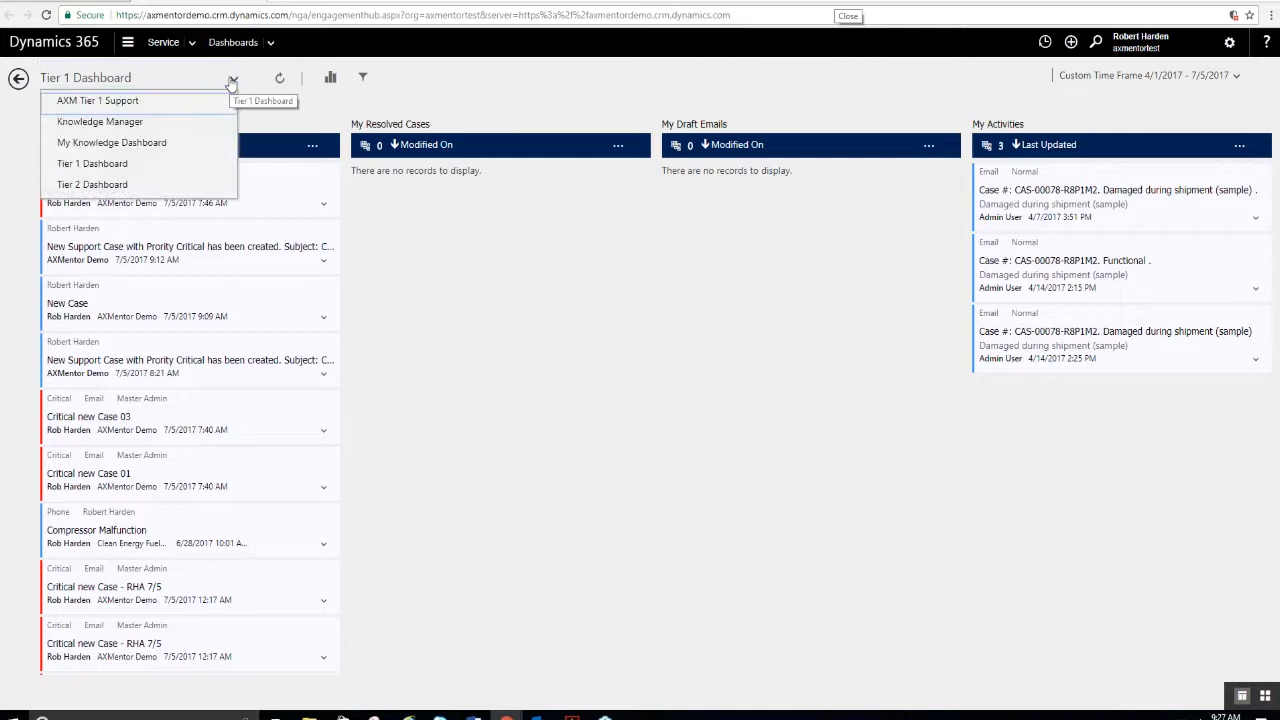 Secure
https://axmentordemo.crm.dynamics.com/nga/engagementhub.aspx?org=axmentortest&server=https%3a%2f%2faxmentordemo.crm.dynamics.com
Close
Dynamics 365
Service
Dashboards
Robert Harden
axmentortest
?
Tier 1 Dashboard
Tier 1 Dashboard
Custom Time Frame 4/1/2017 - 7/5/2017
AXM Tier 1 Support
Knowledge Manager
My Knowledge Dashboard
Tier 1 Dashboard
Tier 2 Dashboard
Rob Harden AXMentor Demo 7/5/2017 7:46 AM
Robert Harden
New Support Case with Prority Critical has been created. Subject: C...
AXMentor Demo 7/5/2017 9:12 AM
Robert Harden
New Case
Rob Harden AXMentor Demo 7/5/2017 9:09 AM
Robert Harden
New Support Case with Prority Critical has been created. Subject: C...
AXMentor Demo 7/5/2017 8:21 AM
Critical Email Master Admin
Critical new Case 03
Rob Harden AXMentor Demo 7/5/2017 7:40 AM
Critical Email Master Admin
Critical new Case 01
Rob Harden AXMentor Demo 7/5/2017 7:40 AM
Phone Robert Harden
Compressor Malfunction
Rob Harden Clean Energy Fuel... 6/28/2017 10:01 A...
Critical Email Master Admin
Critical new Case - RHA 7/5
Rob Harden AXMentor Demo 7/5/2017 12:17 AM
Critical Email Master Admin
Critical new Case - RHA 7/5
Rob Harden AXMentor Demo 7/5/2017 12:17 AM
My Resolved Cases
0 Modified On ...
There are no records to display.
My Draft Emails
0 Modified On ...
There are no records to display.
My Activities
3 Last Updated ...
Email Normal
Case #: CAS-00078-R8P1M2. Damaged during shipment (sample) .
Damaged during shipment (sample)
Admin User 4/7/2017 3:51 PM
Email Normal
Case #: CAS-00078-R8P1M2. Functional .
Damaged during shipment (sample)
Admin User 4/14/2017 2:15 PM
Email Normal
Case #: CAS-00078-R8P1M2. Damaged during shipment (sample)
Damaged during shipment (sample)
Admin User 4/14/2017 2:25 PM
9:27 AM